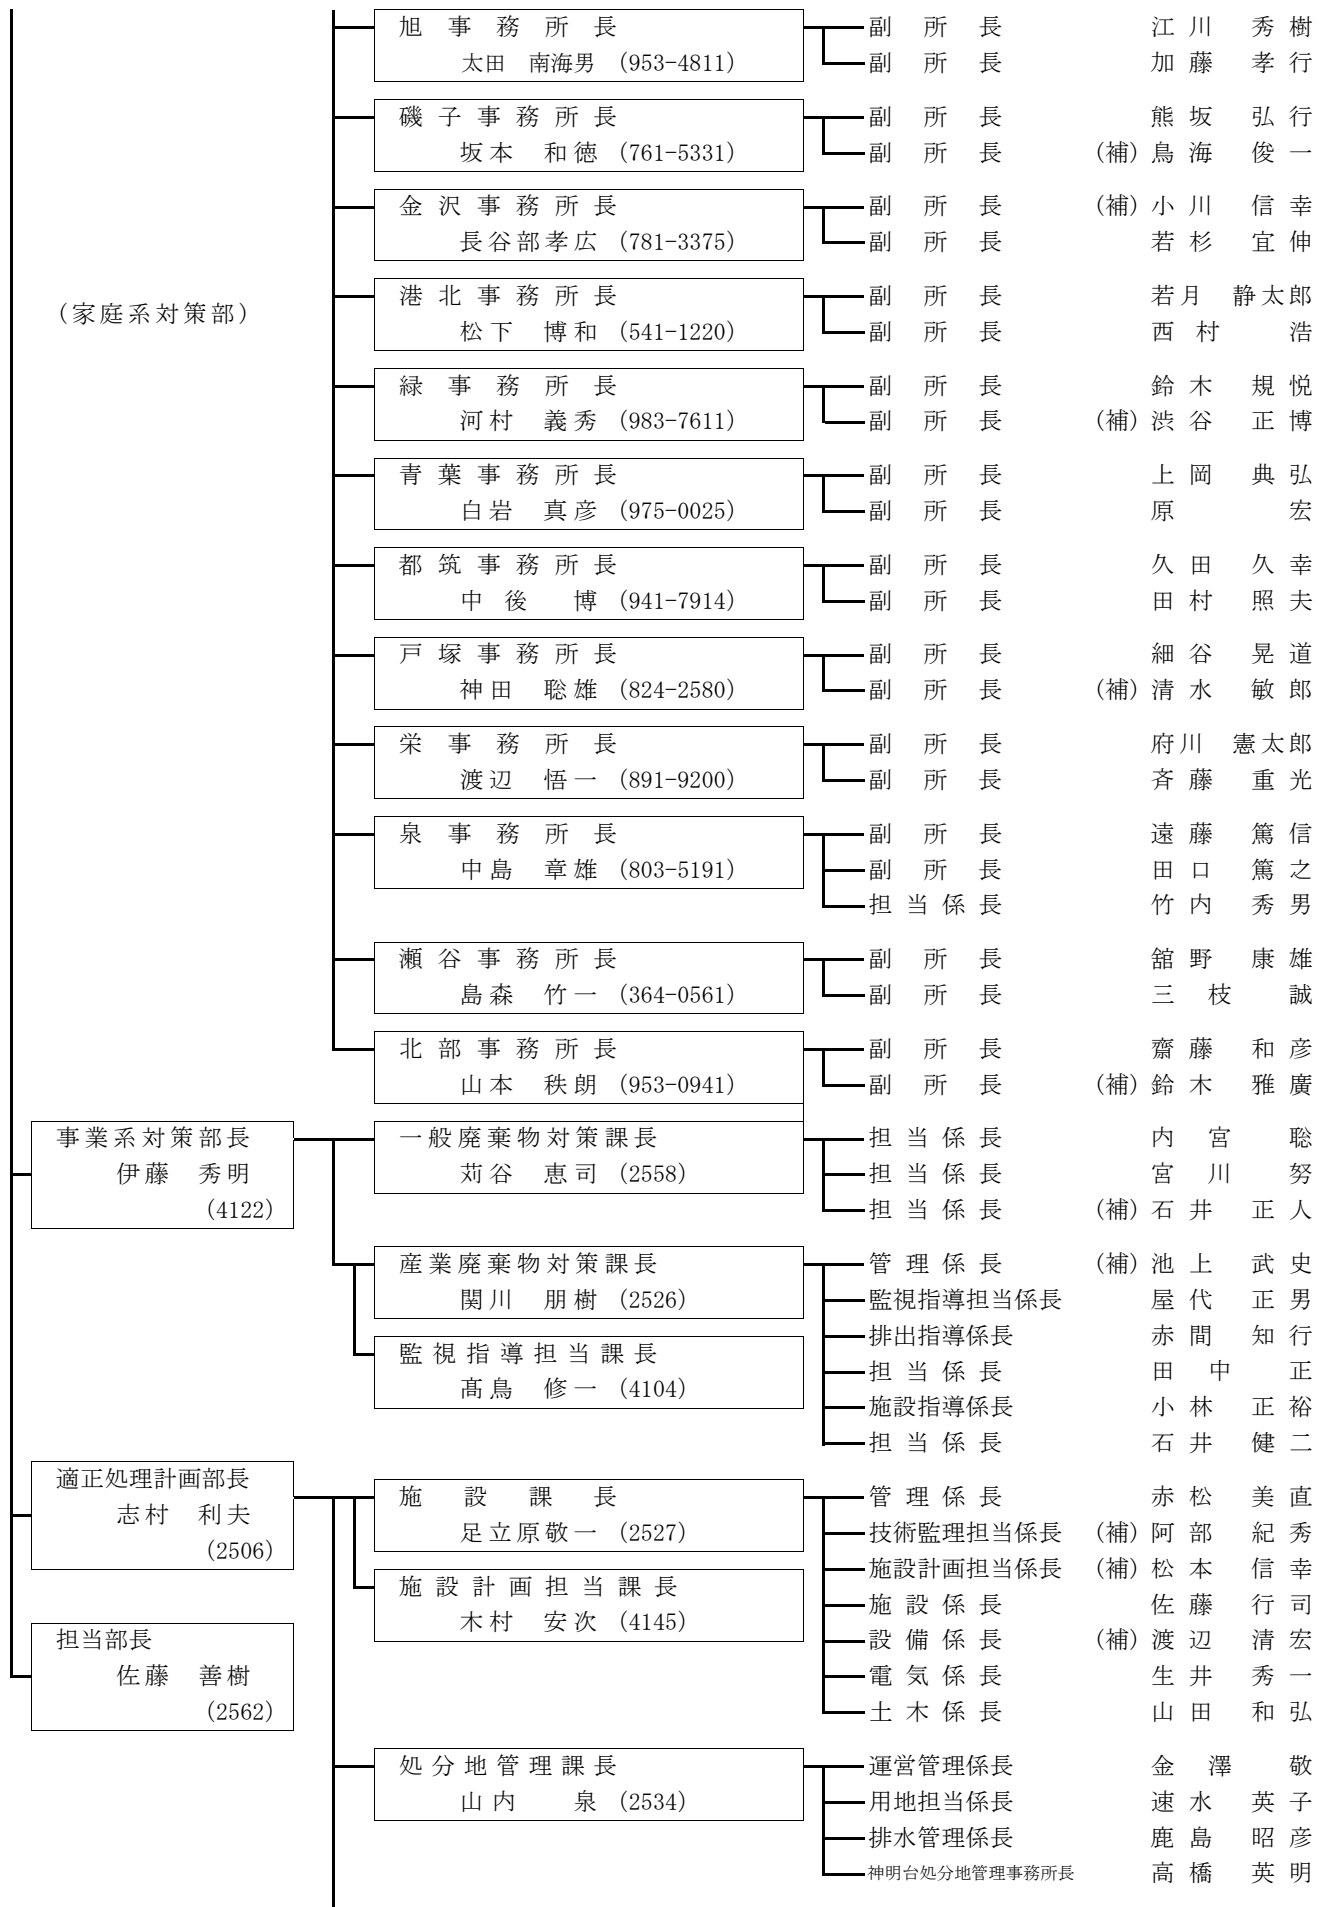 旭事務所長 副所長 江川 秀樹
太田 南海男 (953-4811) 副所長 加藤 孝行
磯子事務所長 副所長 熊坂 弘行
坂本 和徳 (761-5331) 副所長 (補) 鳥海 俊一
金沢事務所長 副所長 (補) 小川 信幸
長谷部孝広 (781-3375) 副所長 若杉 宜伸
(家庭系対策部)
港北事務所長 副所長 若月 静太郎
松下 博和 (541-1220) 副所長 西村 浩
緑事務所長 副所長 鈴木 規悦
河村 義秀 (983-7611) 副所長 (補) 渋谷 正博
青葉事務所長 副所長 上岡 典弘
白岩 真彦 (975-0025) 副所長 原 宏
都筑事務所長 副所長 久田 久幸
中後 博 (941-7914) 副所長 田村 照夫
戸塚事務所長 副所長 細谷 晃道
神田 聡雄 (824-2580) 副所長 (補) 清水 敏郎
栄事務所長 副所長 府川 憲太郎
渡辺 悟一 (891-9200) 副所長 斉藤 重光
泉事務所長 副所長 遠藤 篤信
中島 章雄 (803-5191) 副所長 田口 篤之
担当係長 竹内 秀男
瀬谷事務所長 副所長 舘野 康雄
島森 竹一 (364-0561) 副所長 三枝 誠
北部事務所長 副所長 齋藤 和彦
山本 秩朗 (953-0941) 副所長 (補) 鈴木 雅廣
事業系対策部長 一般廃棄物対策課長 担当係長 内宮 聡
伊藤 秀明 苅谷 恵司 (2558) 担当係長 宮川 努
(4122) 担当係長 (補) 石井 正人
産業廃棄物対策課長 管理係長 (補) 池上 武史
関川 朋樹 (2526) 監視指導担当係長 屋代 正男
排出指導係長 赤間 知行
監視指導担当課長 担当係長 田中 正
髙鳥 修一 (4104) 施設指導係長 小林 正裕
担当係長 石井 健二
適正処理計画部長 施設課長 管理係長 赤松 美直
志村 利夫 足立原敬一 (2527) 技術監理担当係長 (補) 阿部 紀秀
(2506) 施設計画担当係長 (補) 松本 信幸
施設計画担当課長 施設係長 佐藤 行司
木村 安次 (4145) 設備係長 (補) 渡辺 清宏
担当部長 電気係長 生井 秀一
佐藤 善樹 土木係長 山田 和弘
(2562)
処分地管理課長 運営管理係長 金澤 敬
山内 泉 (2534) 用地担当係長 速水 英子
排水管理係長 鹿島 昭彦
神明台処分地管理事務所長 高橋 英明